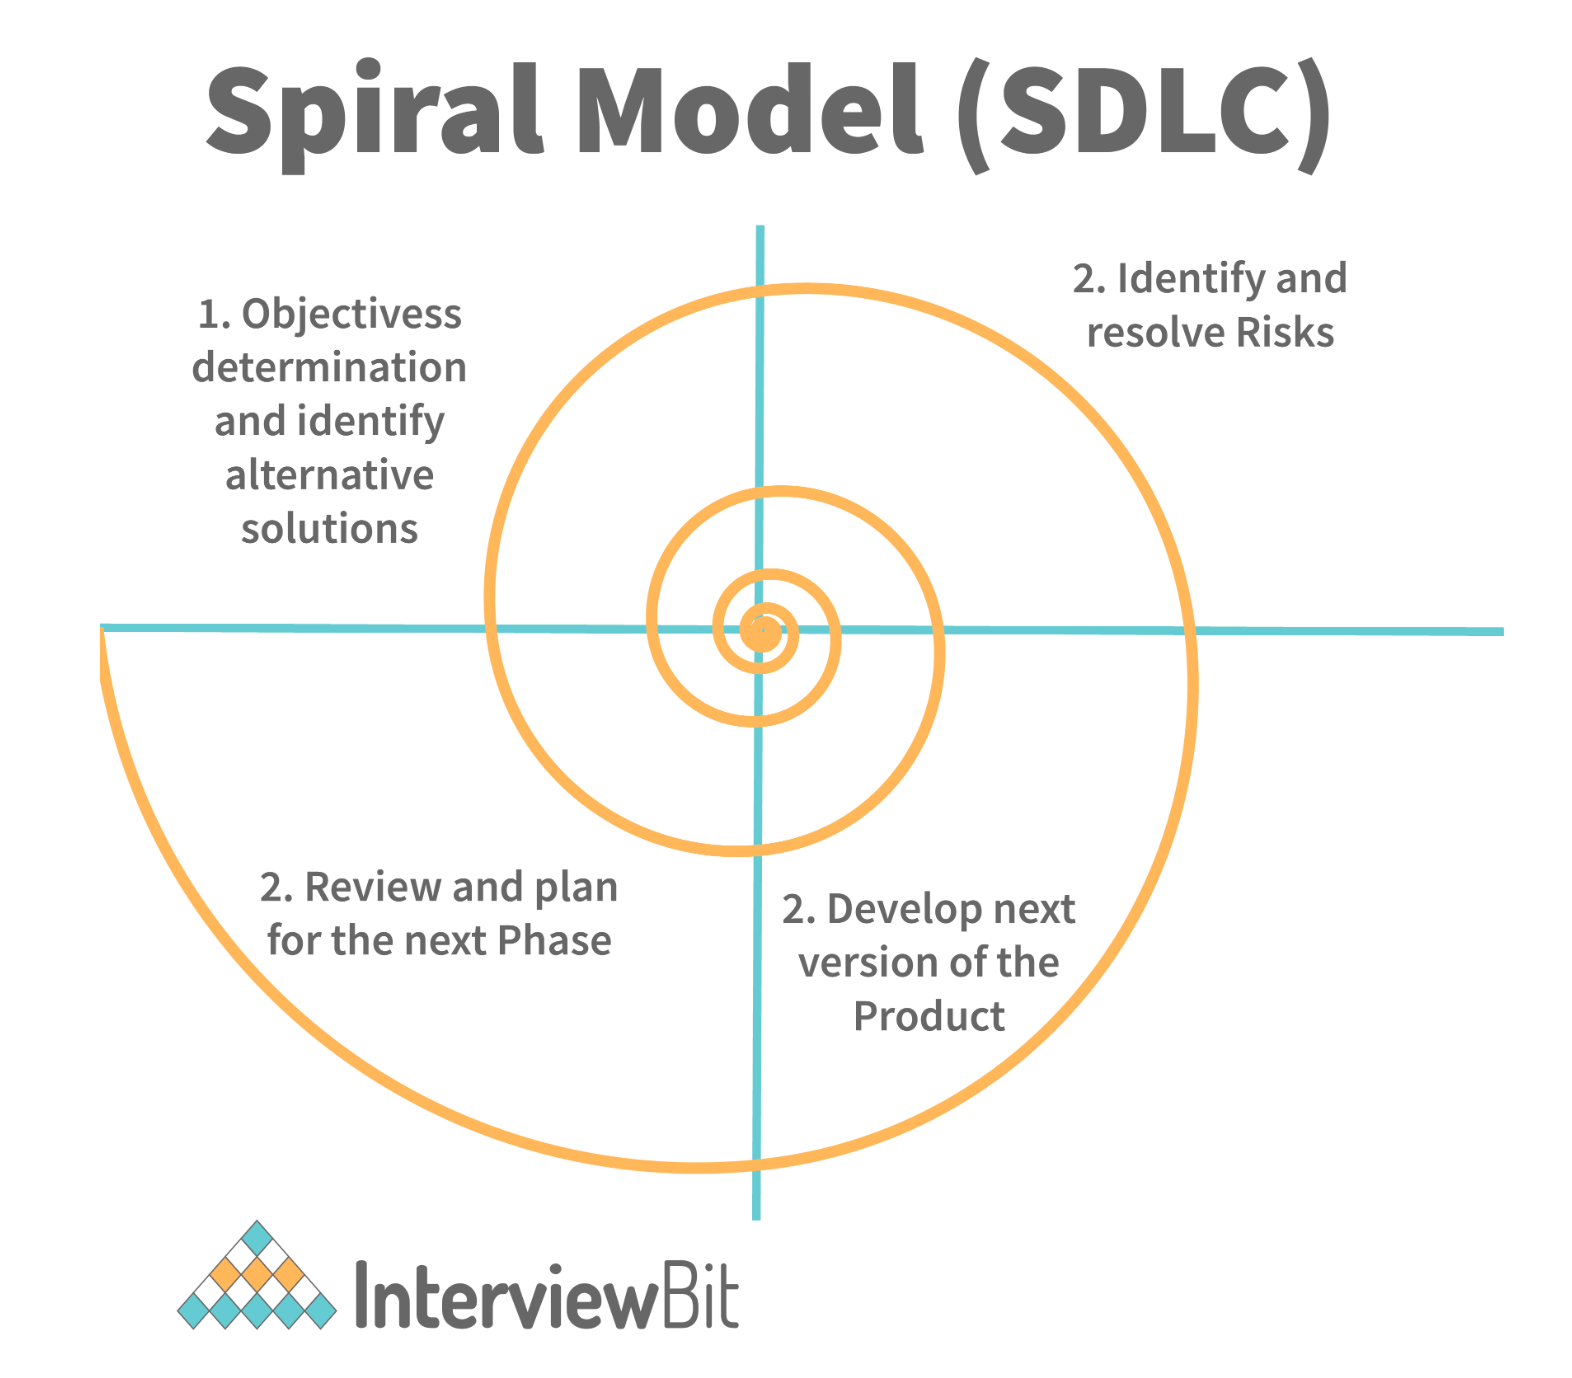 Spiral Model (SDLC)
1. Objectivess
determination
and identify
alternative
solutions
2. Identify and
resolve Risks
2. Review and plan
for the next Phase
2. Develop next
version of the
Product
InterviewBit